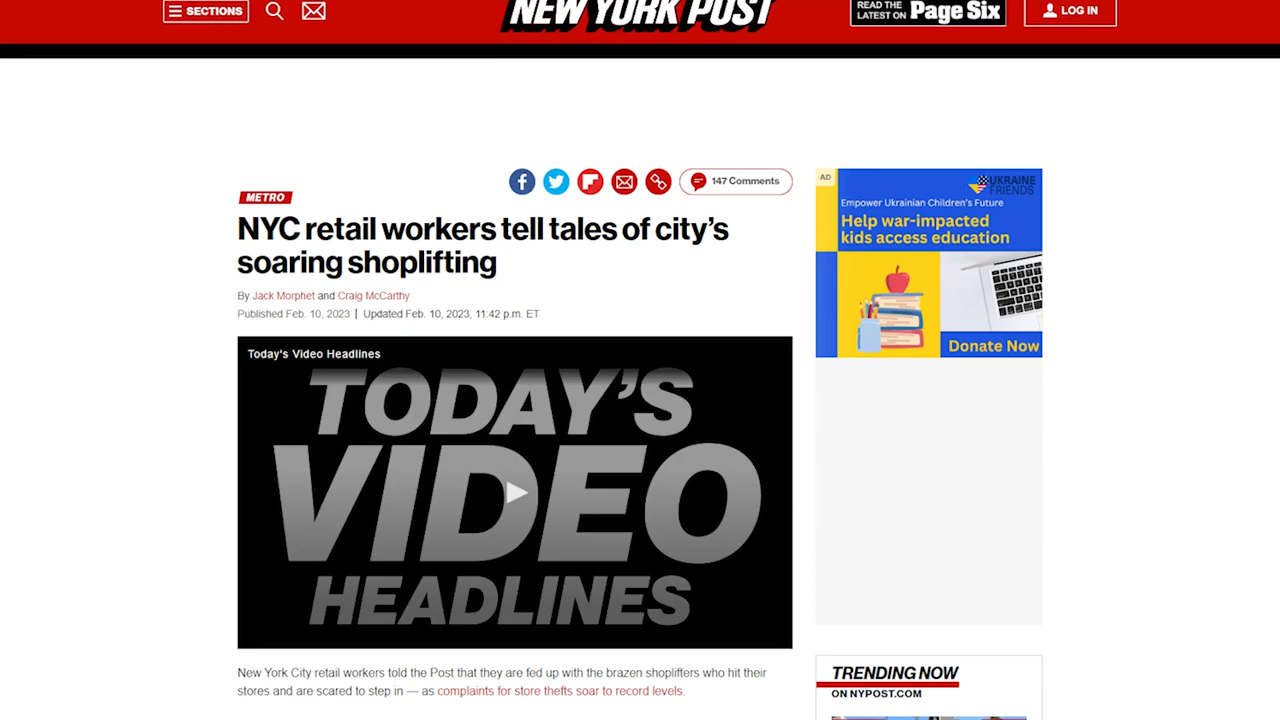 SECTIONS
NEW YORK POST
READ THE
LATEST ON
Page Six
LOG IN
147 Comments
METRO
NYC retail workers tell tales of city's
soaring shoplifting
By Jack Morphet and Craig McCarthy
Published Feb. 10, 2023 | Updated Feb. 10, 2023, 11:42 p.m. ET
Today's Video Headlines
TODAY'S
VIDEO
HEADLINES
New York City retail workers told the Post that they are fed up with the brazen shoplifters who hit their
stores and are scared to step in — as complaints for store thefts soar to record levels.
AD
UKRAINE
FRIENDS
Empower Ukrainian Children's Future
Help war-impacted
kids access education
Donate Now
TRENDING NOW
ON NYPOST.COM